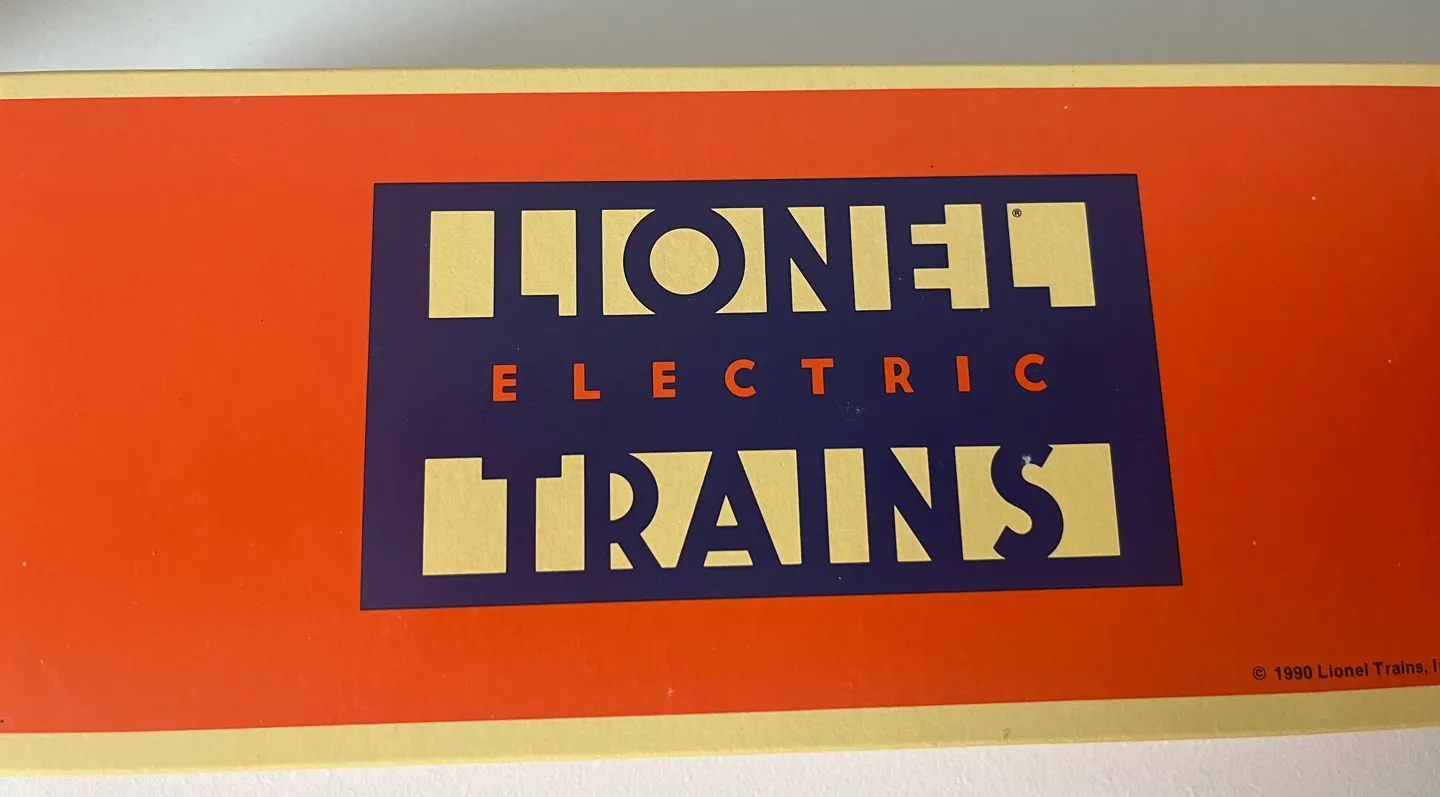 LIONEL ®
ELECTRIC
TRAINS
© 1990 Lionel Trains,